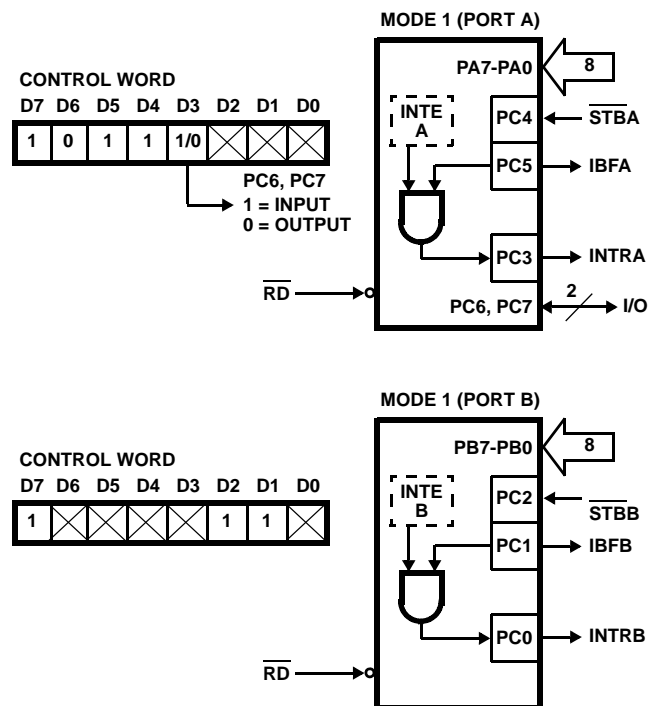 MODE 1 (PORT A)
CONTROL WORD
D7 D6 D5 D4 D3 D2 D1 D0
1 0 1 1 1/0
PC6, PC7
1 = INPUT
0 = OUTPUT
PA7-PA0
8
INTE
A
PC4
STBA
PC5
IBFA
PC3
INTRA
RD
PC6, PC7
2
I/O
MODE 1 (PORT B)
CONTROL WORD
D7 D6 D5 D4 D3 D2 D1 D0
1 1 1
PB7-PB0
8
INTE
B
PC2
STBB
PC1
IBFB
PC0
INTRB
RD